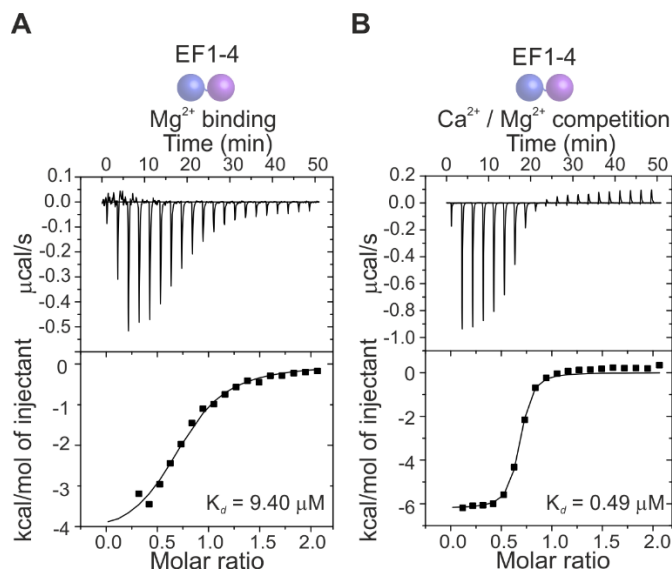 A
EF1-4
Mg²⁺ binding
Time (min)
0 10 20 30 40 50
0.1
0.0
-0.1
-0.2
-0.3
-0.4
-0.5
μcal/s
0
-1
-2
-3
-4
kcal/mol of injectant
K_d = 9.40 μM
0.0 0.5 1.0 1.5 2.0
Molar ratio
B
EF1-4
Ca²⁺ / Mg²⁺ competition
Time (min)
0 10 20 30 40 50
0.2
0.0
-0.2
-0.4
-0.6
-0.8
-1.0
μcal/s
0
-2
-4
-6
kcal/mol of injectant
K_d = 0.49 μM
0.0 0.5 1.0 1.5 2.0
Molar ratio